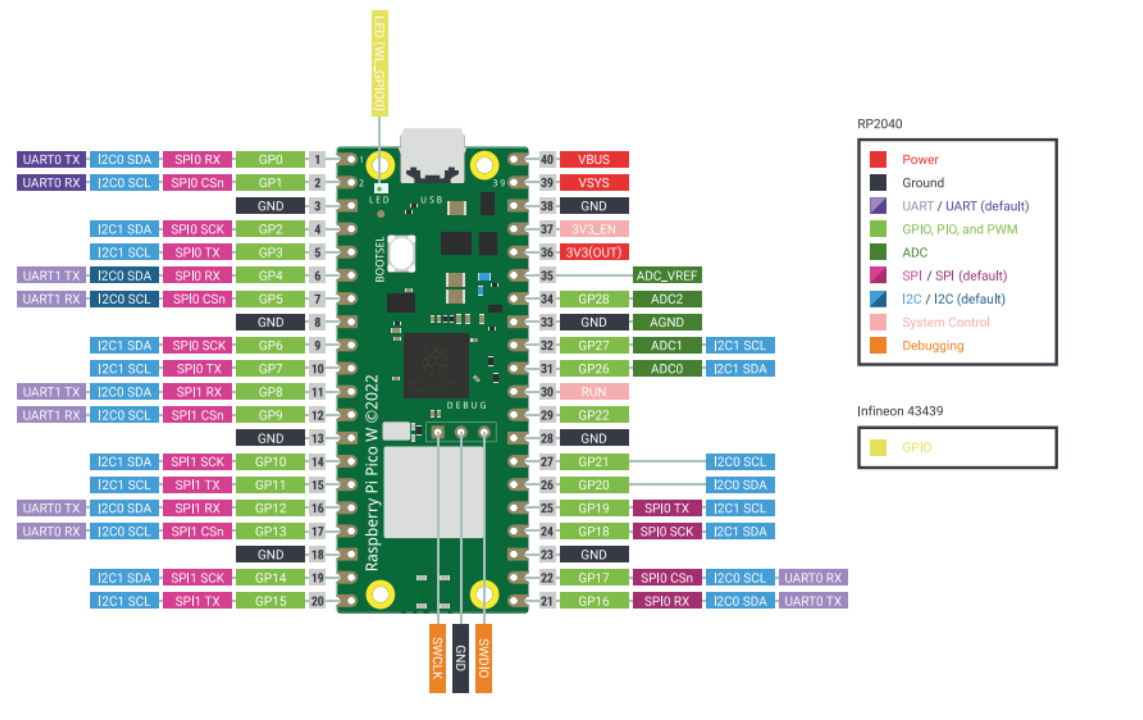 LED (WL_GPIO0)
RP2040
UART0 TX I2C0 SDA SPI0 RX GP0 1 1 40 VBUS Power
UART0 RX I2C0 SCL SPI0 CSn GP1 2 2 39 39 VSYS Ground
LED USB
GND 3 38 GND UART / UART (default)
I2C1 SDA SPI0 SCK GP2 4 37 3V3_EN GPIO, PIO, and PWM
BOOTSEL
I2C1 SCL SPI0 TX GP3 5 36 3V3(OUT) ADC
UART1 TX I2C0 SDA SPI0 RX GP4 6 35 ADC_VREF SPI / SPI (default)
UART1 RX I2C0 SCL SPI0 CSn GP5 7 34 GP28 ADC2 I2C / I2C (default)
GND 8 33 GND AGND System Control
I2C1 SDA SPI0 SCK GP6 9 32 GP27 ADC1 I2C1 SCL Debugging
I2C1 SCL SPI0 TX GP7 10 31 GP26 ADC0 I2C1 SDA
UART1 TX I2C0 SDA SPI1 RX GP8 11 30 RUN
DEBUG
Infineon 43439
UART1 RX I2C0 SCL SPI1 CSn GP9 12 29 GP22
GND 13 28 GND
GPIO
I2C1 SDA SPI1 SCK GP10 14 27 GP21 I2C0 SCL
Raspberry Pi Pico W ©2022
I2C1 SCL SPI1 TX GP11 15 26 GP20 I2C0 SDA
UART0 TX I2C0 SDA SPI1 RX GP12 16 25 GP19 SPI0 TX I2C1 SCL
UART0 RX I2C0 SCL SPI1 CSn GP13 17 24 GP18 SPI0 SCK I2C1 SDA
GND 18 23 GND
I2C1 SDA SPI1 SCK GP14 19 22 GP17 SPI0 CSn I2C0 SCL UART0 RX
I2C1 SCL SPI1 TX GP15 20 21 GP16 SPI0 RX I2C0 SDA UART0 TX
SWCLK
GND
SWDIO